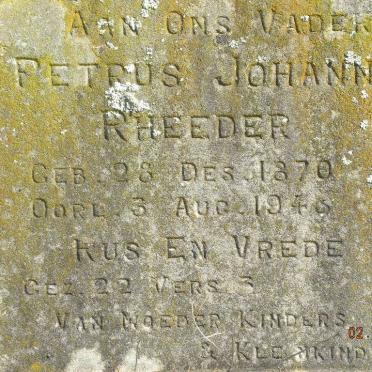 AAN ONS VADER
PETRUS JOHANN
RHEEDER
GEB. 28 DES. 1870
OORL. 3 AUG. 1946
RUS EN VREDE
GEZ. 22 VERS 3
VAN MOEDER KINDERS
& KLEINKIND
02